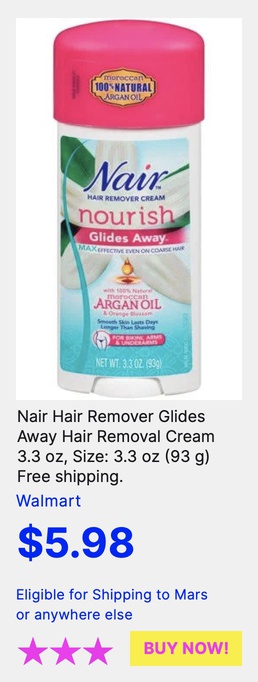 moroccan
100% NATURAL
ARGAN OIL
Nair™
HAIR REMOVER CREAM
nourish
Glides Away
MAX EFFECTIVE EVEN ON COARSE HAIR
with 100% Natural
moroccan
ARGAN OIL
& Orange Blossom
Smooth Skin Lasts Days
Longer Than Shaving
FOR BIKINI, ARMS
& UNDERARMS
NET WT. 3.3 OZ. (93g)
Nair Hair Remover Glides
Away Hair Removal Cream
3.3 oz, Size: 3.3 oz (93 g)
Free shipping.
Walmart
$5.98
Eligible for Shipping to Mars
or anywhere else
BUY NOW!